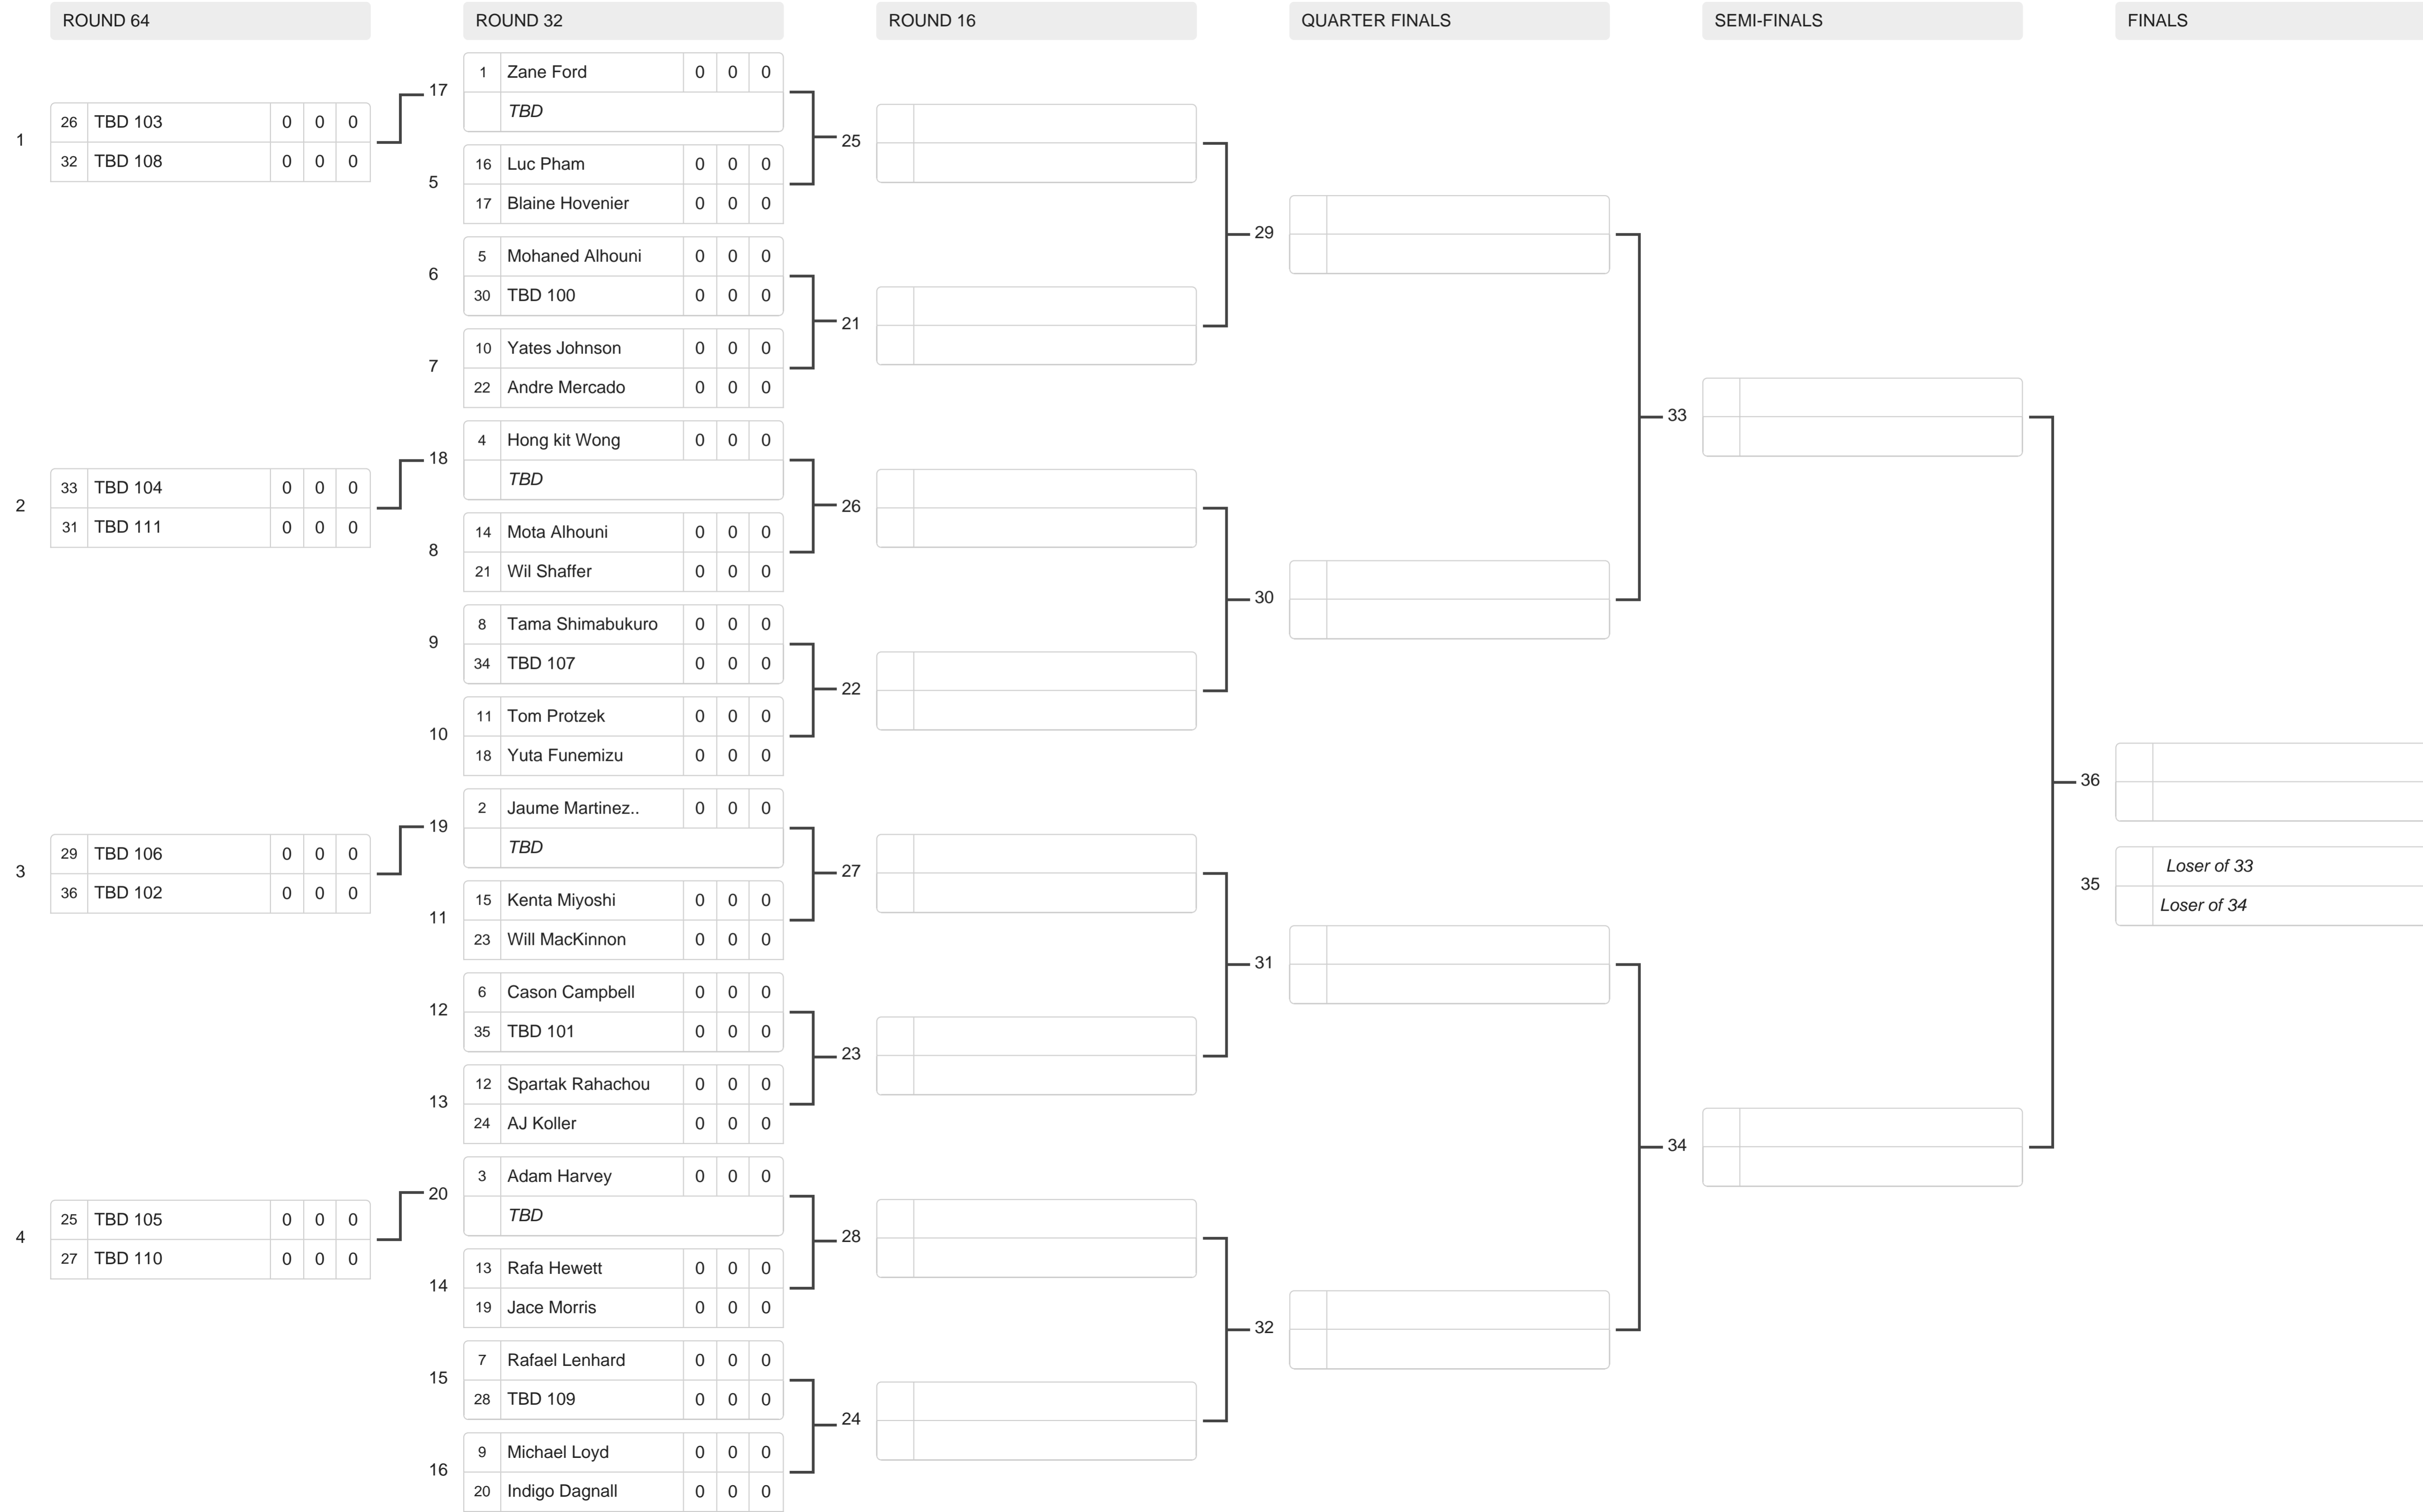 ROUND 64
ROUND 32
ROUND 16
QUARTER FINALS
SEMI-FINALS
FINALS
1
26 TBD 103 0 0 0
32 TBD 108 0 0 0
2
33 TBD 104 0 0 0
31 TBD 111 0 0 0
3
29 TBD 106 0 0 0
36 TBD 102 0 0 0
4
25 TBD 105 0 0 0
27 TBD 110 0 0 0
17
1 Zane Ford 0 0 0
TBD
5
16 Luc Pham 0 0 0
17 Blaine Hovenier 0 0 0
6
5 Mohaned Alhouni 0 0 0
30 TBD 100 0 0 0
7
10 Yates Johnson 0 0 0
22 Andre Mercado 0 0 0
18
4 Hong kit Wong 0 0 0
TBD
8
14 Mota Alhouni 0 0 0
21 Wil Shaffer 0 0 0
9
8 Tama Shimabukuro 0 0 0
34 TBD 107 0 0 0
10
11 Tom Protzek 0 0 0
18 Yuta Funemizu 0 0 0
19
2 Jaume Martinez.. 0 0 0
TBD
11
15 Kenta Miyoshi 0 0 0
23 Will MacKinnon 0 0 0
12
6 Cason Campbell 0 0 0
35 TBD 101 0 0 0
13
12 Spartak Rahachou 0 0 0
24 AJ Koller 0 0 0
20
3 Adam Harvey 0 0 0
TBD
14
13 Rafa Hewett 0 0 0
19 Jace Morris 0 0 0
15
7 Rafael Lenhard 0 0 0
28 TBD 109 0 0 0
16
9 Michael Loyd 0 0 0
20 Indigo Dagnall 0 0 0
25
21
26
22
27
23
28
24
29
30
31
32
33
34
36
35
Loser of 33
Loser of 34